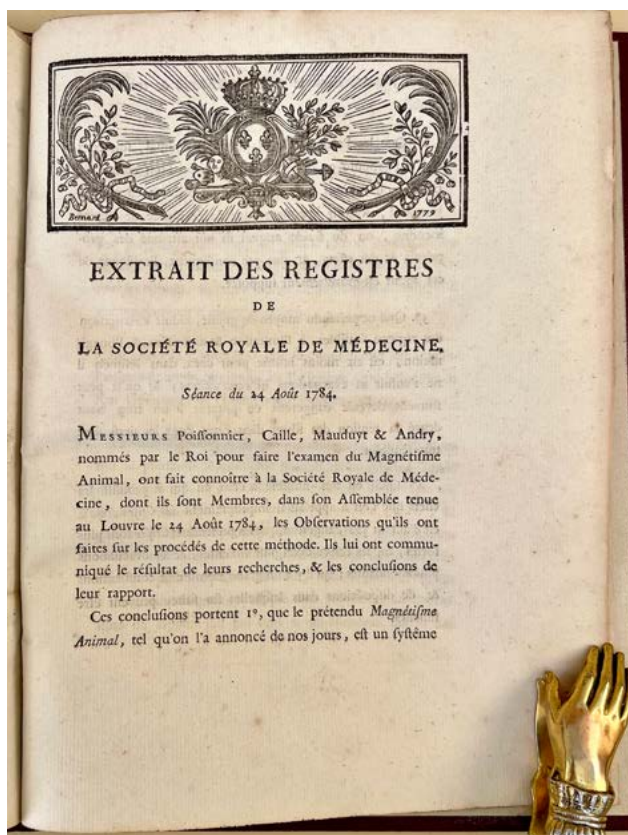 Bernard 1779
EXTRAIT DES REGISTRES
DE
LA SOCIÉTÉ ROYALE DE MÉDECINE.
Séance du 24 Août 1784.
MESSIEURS Poiſſonnier, Caille, Mauduyt & Andry,
nommés par le Roi pour faire l'examen du Magnétiſme
Animal, ont fait connoître à la Société Royale de Méde-
cine, dont ils ſont Membres, dans ſon Aſſemblée tenue
au Louvre le 24 Août 1784, les Obſervations qu'ils ont
faites ſur les procédés de cette méthode. Ils lui ont commu-
niqué le réſultat de leurs recherches, & les concluſions de
leur rapport.
Ces concluſions portent 1º, que le prétendu Magnétiſme
Animal, tel qu'on l'a annoncé de nos jours, eſt un ſyſtême